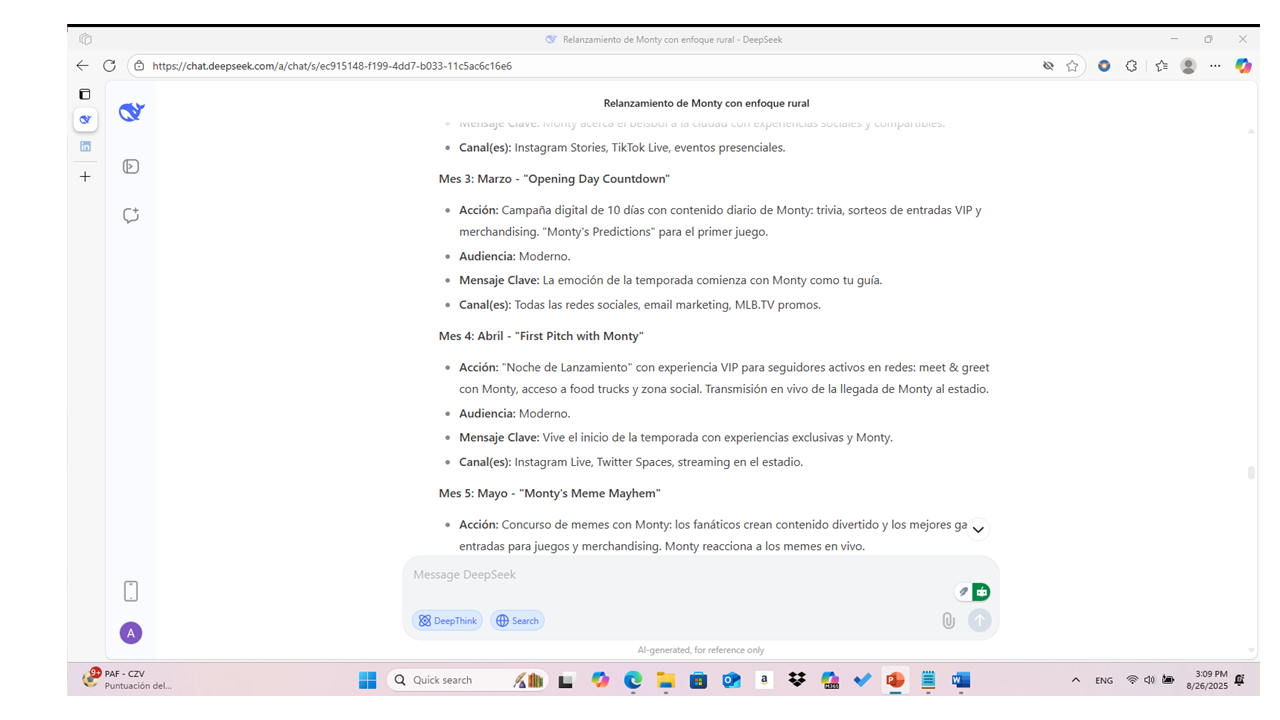 Relanzamiento de Monty con enfoque rural - DeepSeek
https://chat.deepseek.com/a/chat/s/ec915148-f199-4dd7-b033-11c5ac6c16e6
Relanzamiento de Monty con enfoque rural
Mensaje Clave: Monty acerca el béisbol a la ciudad con experiencias sociales y compartibles.
Canal(es): Instagram Stories, TikTok Live, eventos presenciales.
Mes 3: Marzo - "Opening Day Countdown"
Acción: Campaña digital de 10 días con contenido diario de Monty: trivia, sorteos de entradas VIP y
merchandising. "Monty's Predictions" para el primer juego.
Audiencia: Moderno.
Mensaje Clave: La emoción de la temporada comienza con Monty como tu guía.
Canal(es): Todas las redes sociales, email marketing, MLB.TV promos.
Mes 4: Abril - "First Pitch with Monty"
Acción: "Noche de Lanzamiento" con experiencia VIP para seguidores activos en redes: meet & greet
con Monty, acceso a food trucks y zona social. Transmisión en vivo de la llegada de Monty al estadio.
Audiencia: Moderno.
Mensaje Clave: Vive el inicio de la temporada con experiencias exclusivas y Monty.
Canal(es): Instagram Live, Twitter Spaces, streaming en el estadio.
Mes 5: Mayo - "Monty's Meme Mayhem"
Acción: Concurso de memes con Monty: los fanáticos crean contenido divertido y los mejores ga
entradas para juegos y merchandising. Monty reacciona a los memes en vivo.
Message DeepSeek
DeepThink
Search
A
AI-generated, for reference only
9+
PAF - CZV
Puntuación del...
Quick search
a
M365
ENG
3:09 PM
8/26/2025